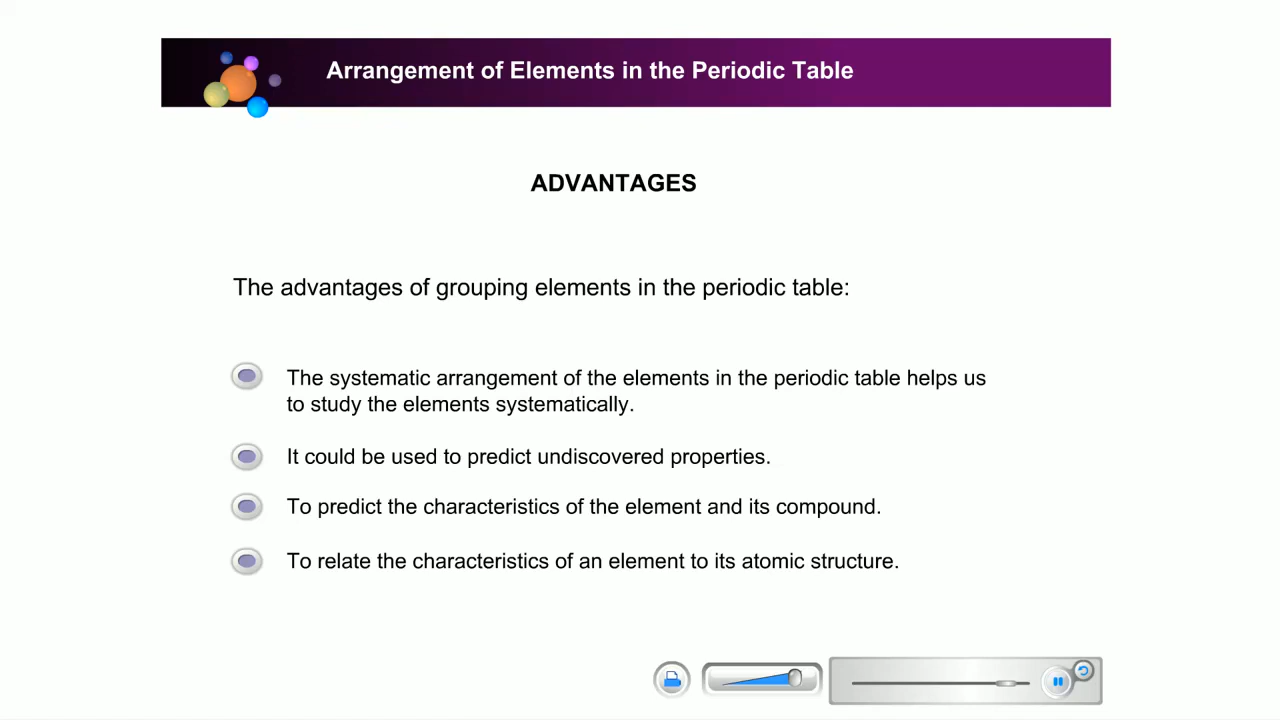 Arrangement of Elements in the Periodic Table
ADVANTAGES
The advantages of grouping elements in the periodic table:
The systematic arrangement of the elements in the periodic table helps us
to study the elements systematically.
It could be used to predict undiscovered properties.
To predict the characteristics of the element and its compound.
To relate the characteristics of an element to its atomic structure.